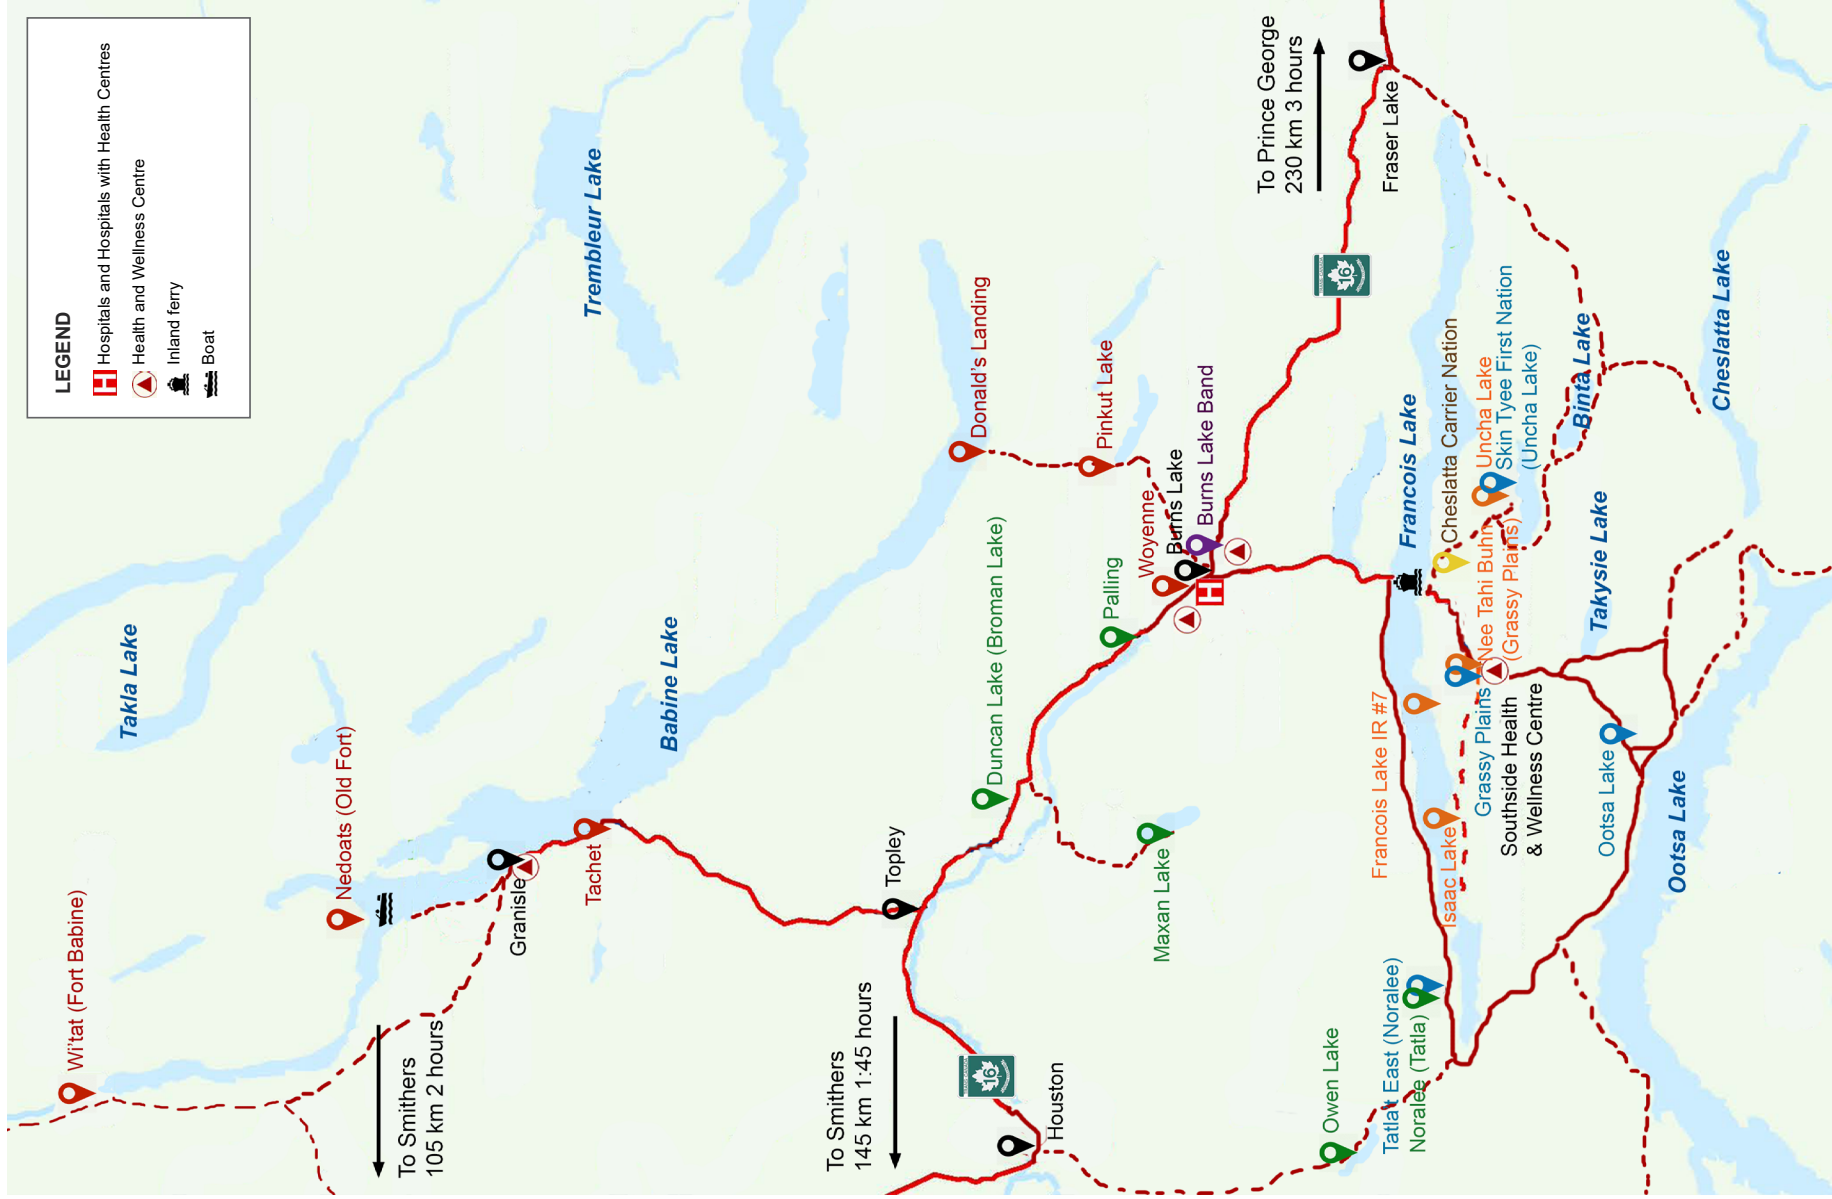 LEGEND
Hospitals and Hospitals with Health Centres
Health and Wellness Centre
Inland ferry
Boat
Wi'tat (Fort Babine)
Takla Lake
Nedoats (Old Fort)
To Smithers
105 km 2 hours
Granisle
Tachet
Trembleur Lake
Babine Lake
To Smithers
145 km 1:45 hours
Topley
Donald's Landing
Duncan Lake (Broman Lake)
16
Houston
Pinkut Lake
Palling
Woyenne
Maxan Lake
Burns Lake
Burns Lake Band
To Prince George
230 km 3 hours
16
Owen Lake
Fraser Lake
Francois Lake IR #7
Tatlat East (Noralee)
Noralee (Tatla)
Francois Lake
Cheslatta Carrier Nation
Isaac Lake
Uncha Lake
Nee Tahi Buhn
(Grassy Plains)
Grassy Plains
Skin Tyee First Nation
(Uncha Lake)
Southside Health
& Wellness Centre
Binta Lake
Takysie Lake
Ootsa Lake
Ootsa Lake
Cheslatta Lake
H
H